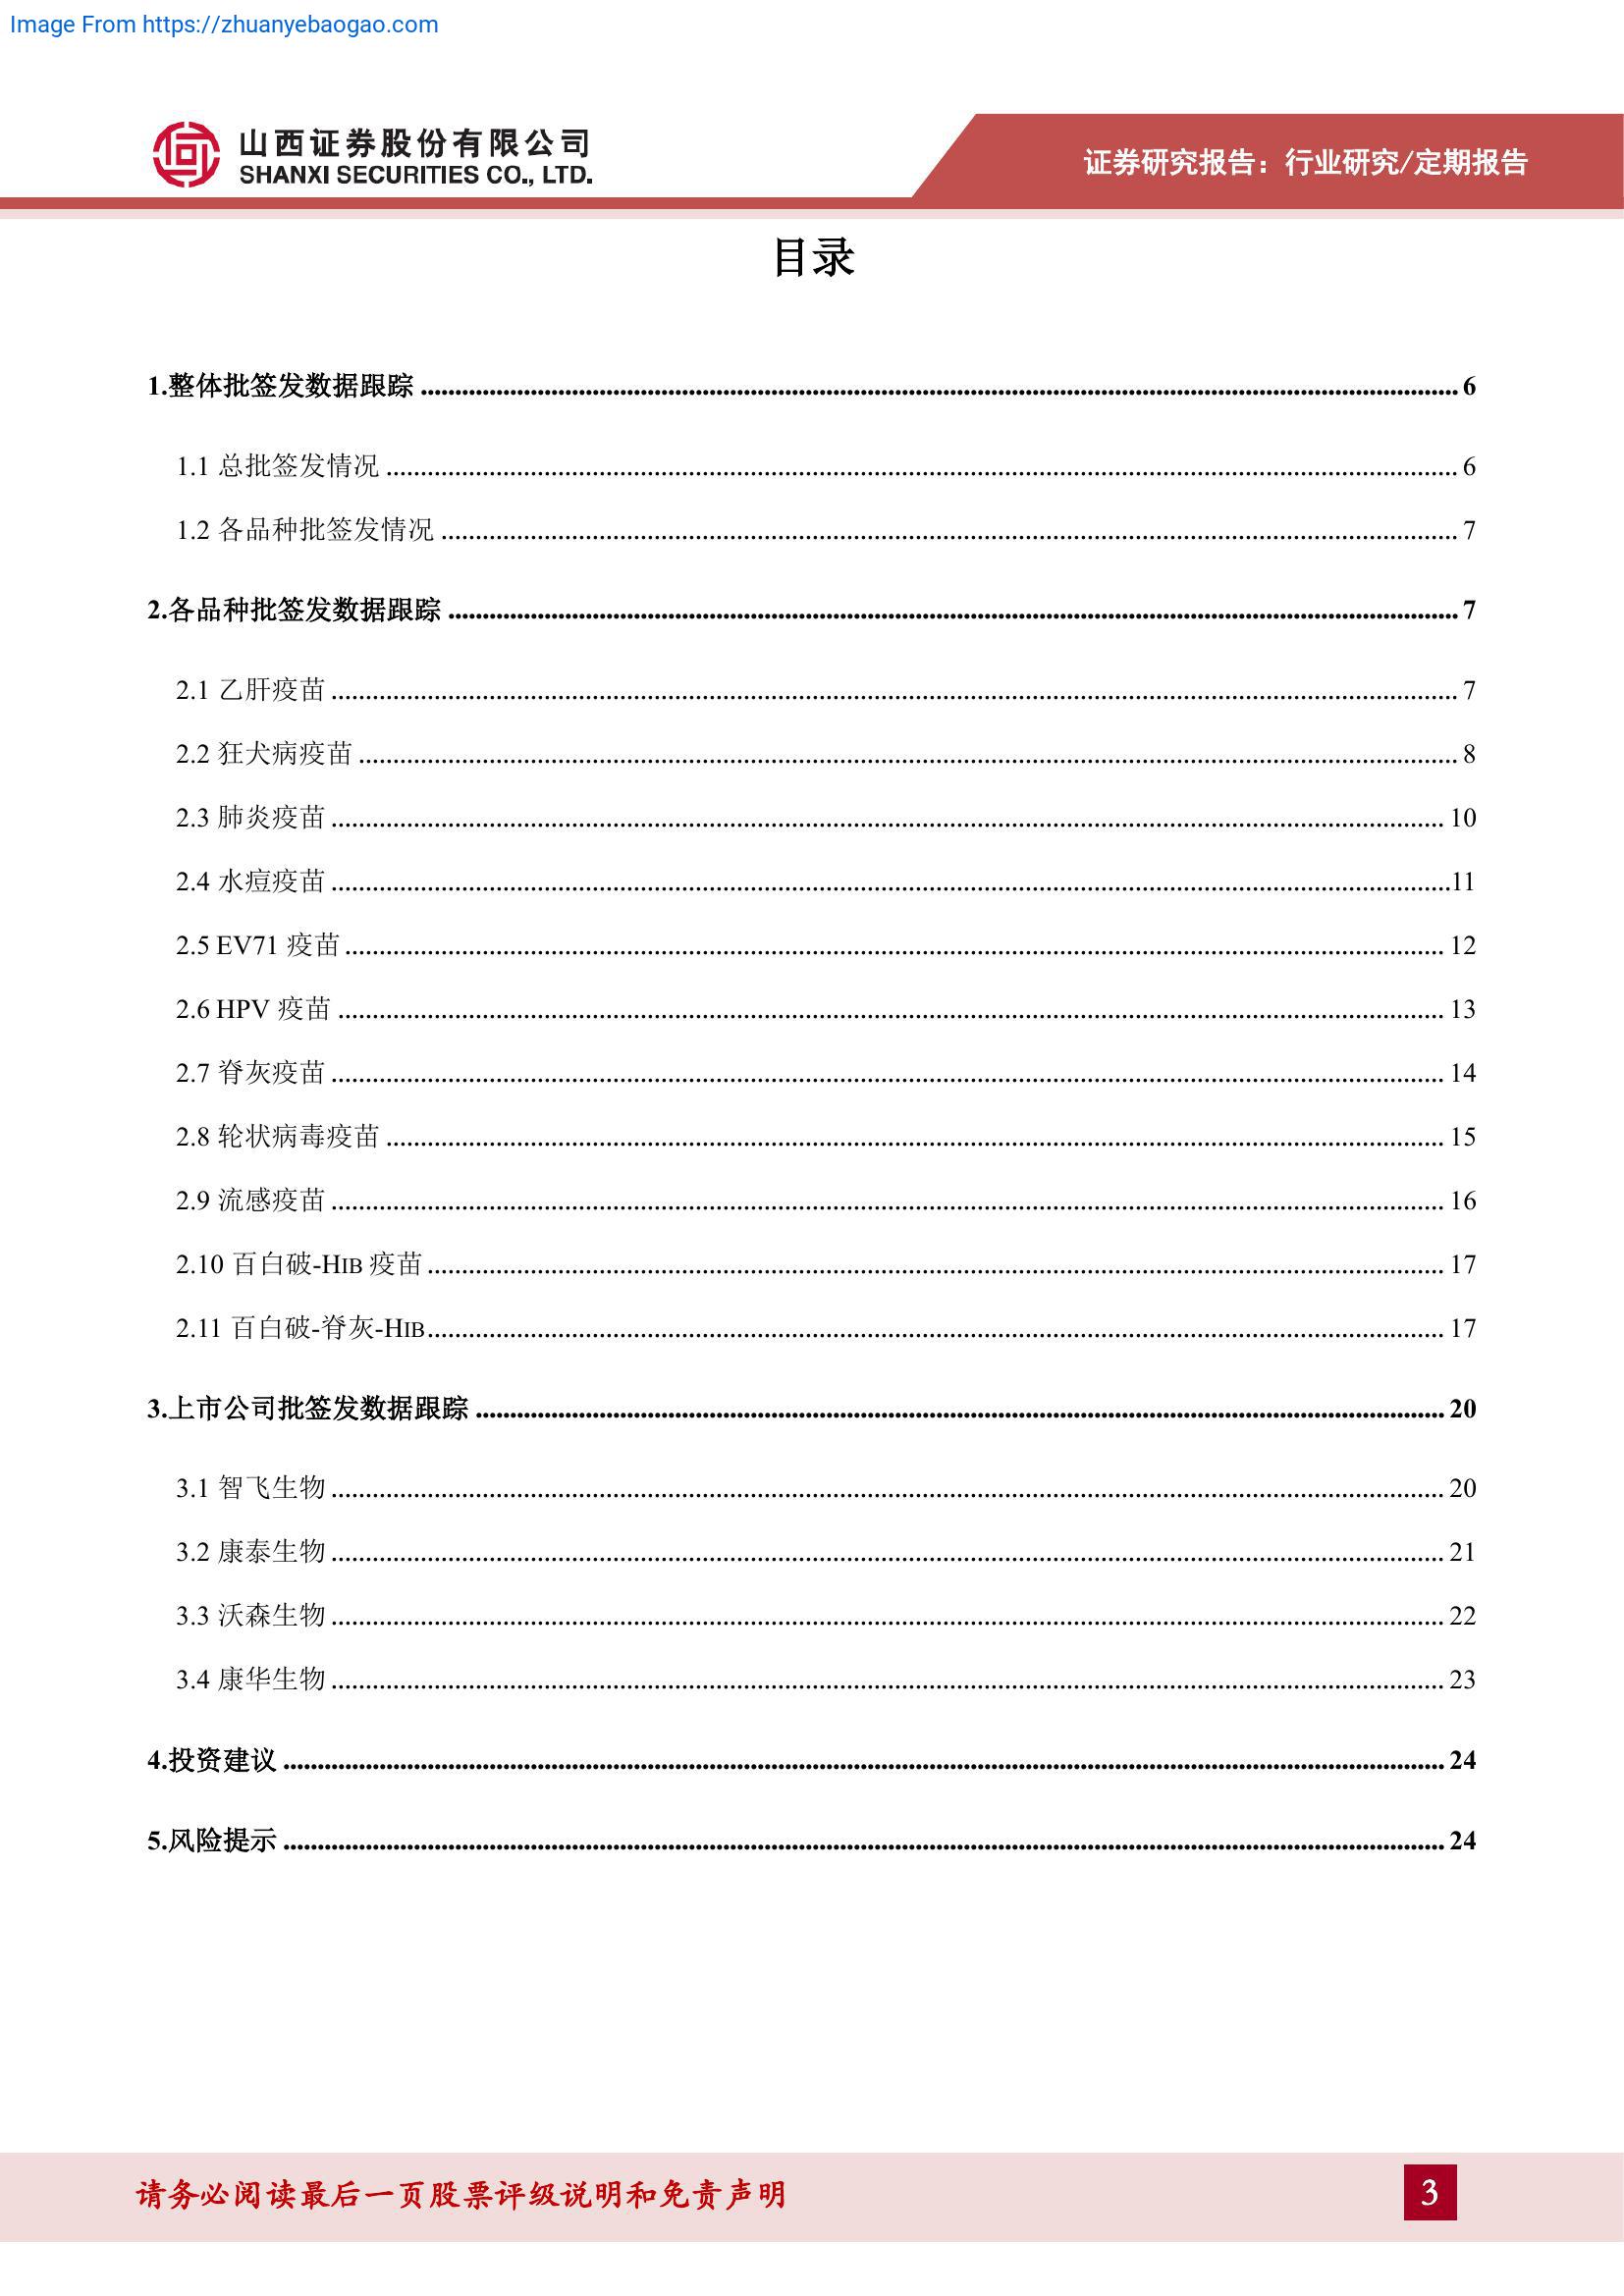 Image From https://zhuanyebaogao.com
山西证券股份有限公司
SHANXI SECURITIES CO., LTD.
证券研究报告：行业研究/定期报告
目录
1.整体批签发数据跟踪 ........ 6
1.1 总批签发情况 ........ 6
1.2 各品种批签发情况 ........ 7
2.各品种批签发数据跟踪 ........ 7
2.1 乙肝疫苗 ........ 7
2.2 狂犬病疫苗 ........ 8
2.3 肺炎疫苗 ........ 10
2.4 水痘疫苗 ........ 11
2.5 EV71 疫苗 ........ 12
2.6 HPV 疫苗 ........ 13
2.7 脊灰疫苗 ........ 14
2.8 轮状病毒疫苗 ........ 15
2.9 流感疫苗 ........ 16
2.10 百白破-HIB 疫苗 ........ 17
2.11 百白破-脊灰-HIB ........ 17
3.上市公司批签发数据跟踪 ........ 20
3.1 智飞生物 ........ 20
3.2 康泰生物 ........ 21
3.3 沃森生物 ........ 22
3.4 康华生物 ........ 23
4.投资建议 ........ 24
5.风险提示 ........ 24
请务必阅读最后一页股票评级说明和免责声明
3